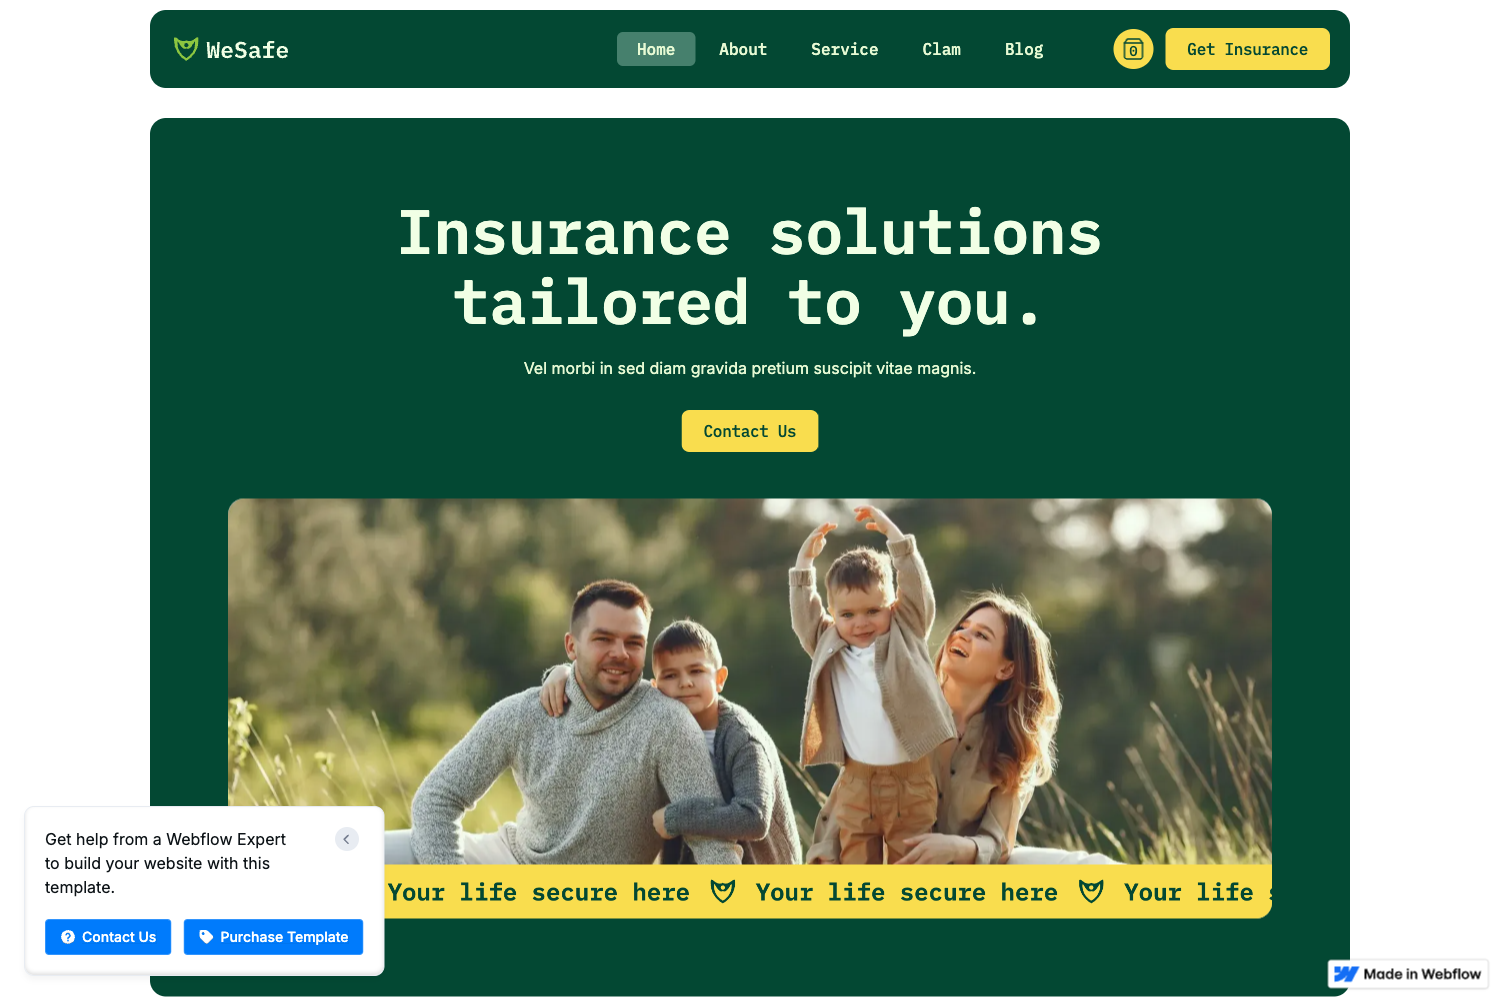 WeSafe
Home
About
Service
Clam
Blog
0
Get Insurance
Insurance solutions
tailored to you.
Vel morbi in sed diam gravida pretium suscipit vitae magnis.
Contact Us
Your life secure here
Your life secure here
Your life
Get help from a Webflow Expert
to build your website with this
template.
Contact Us
Purchase Template
Made in Webflow